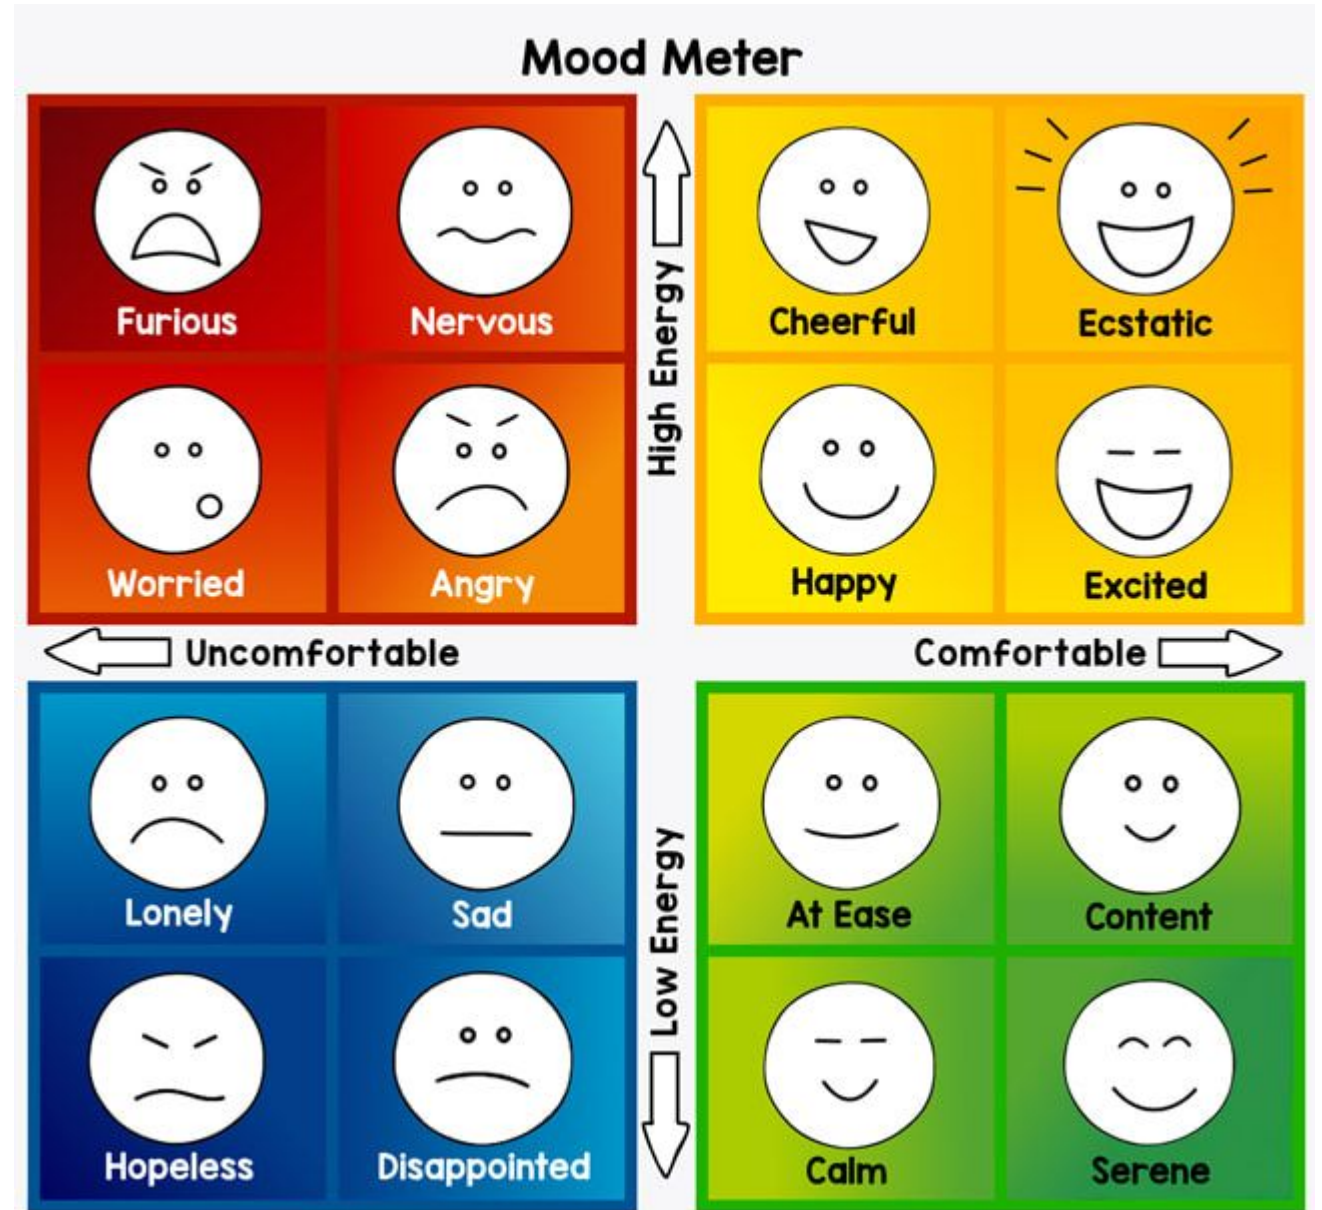 Mood Meter
Furious
Nervous
Worried
Angry
High Energy
Cheerful
Ecstatic
Happy
Excited
Uncomfortable
Comfortable
Lonely
Sad
Hopeless
Disappointed
Low Energy
At Ease
Content
Calm
Serene